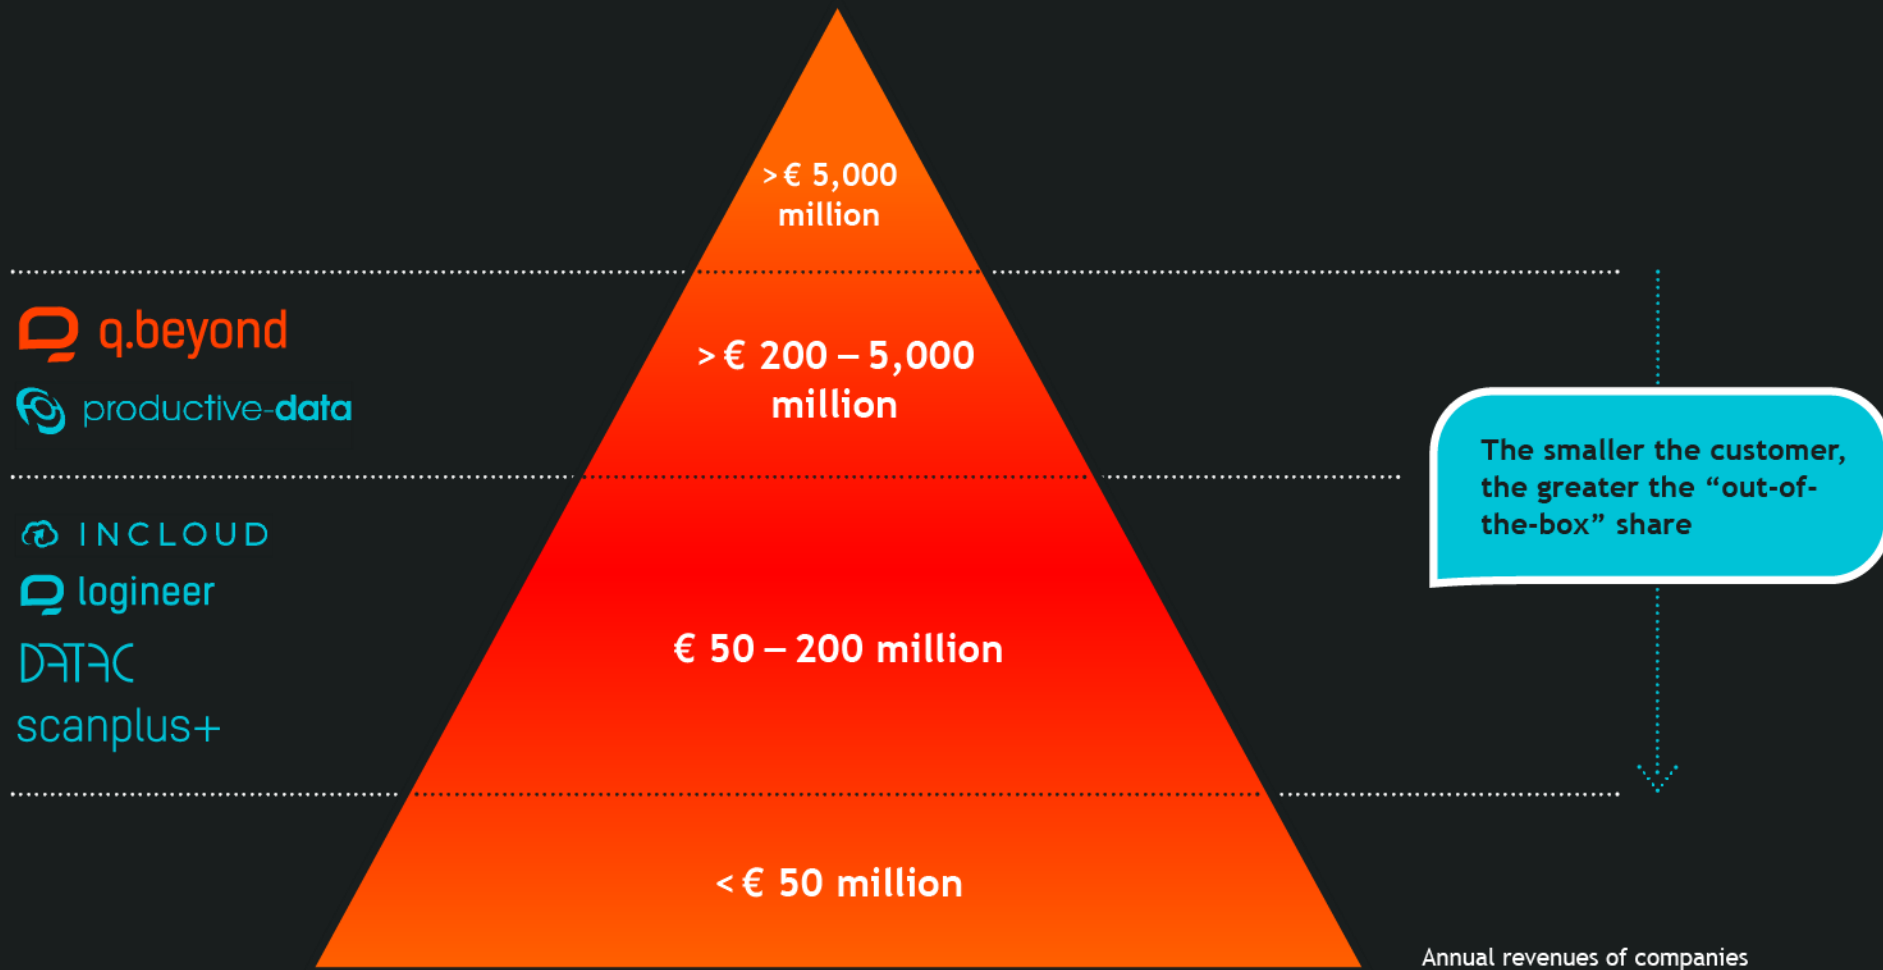 > € 5,000
million
q.beyond
productive-data
> € 200 – 5,000
million
The smaller the customer,
the greater the “out-of-
the-box” share
INCLOUD
logineer
DATAC
scanplus+
€ 50 – 200 million
< € 50 million
Annual revenues of companies